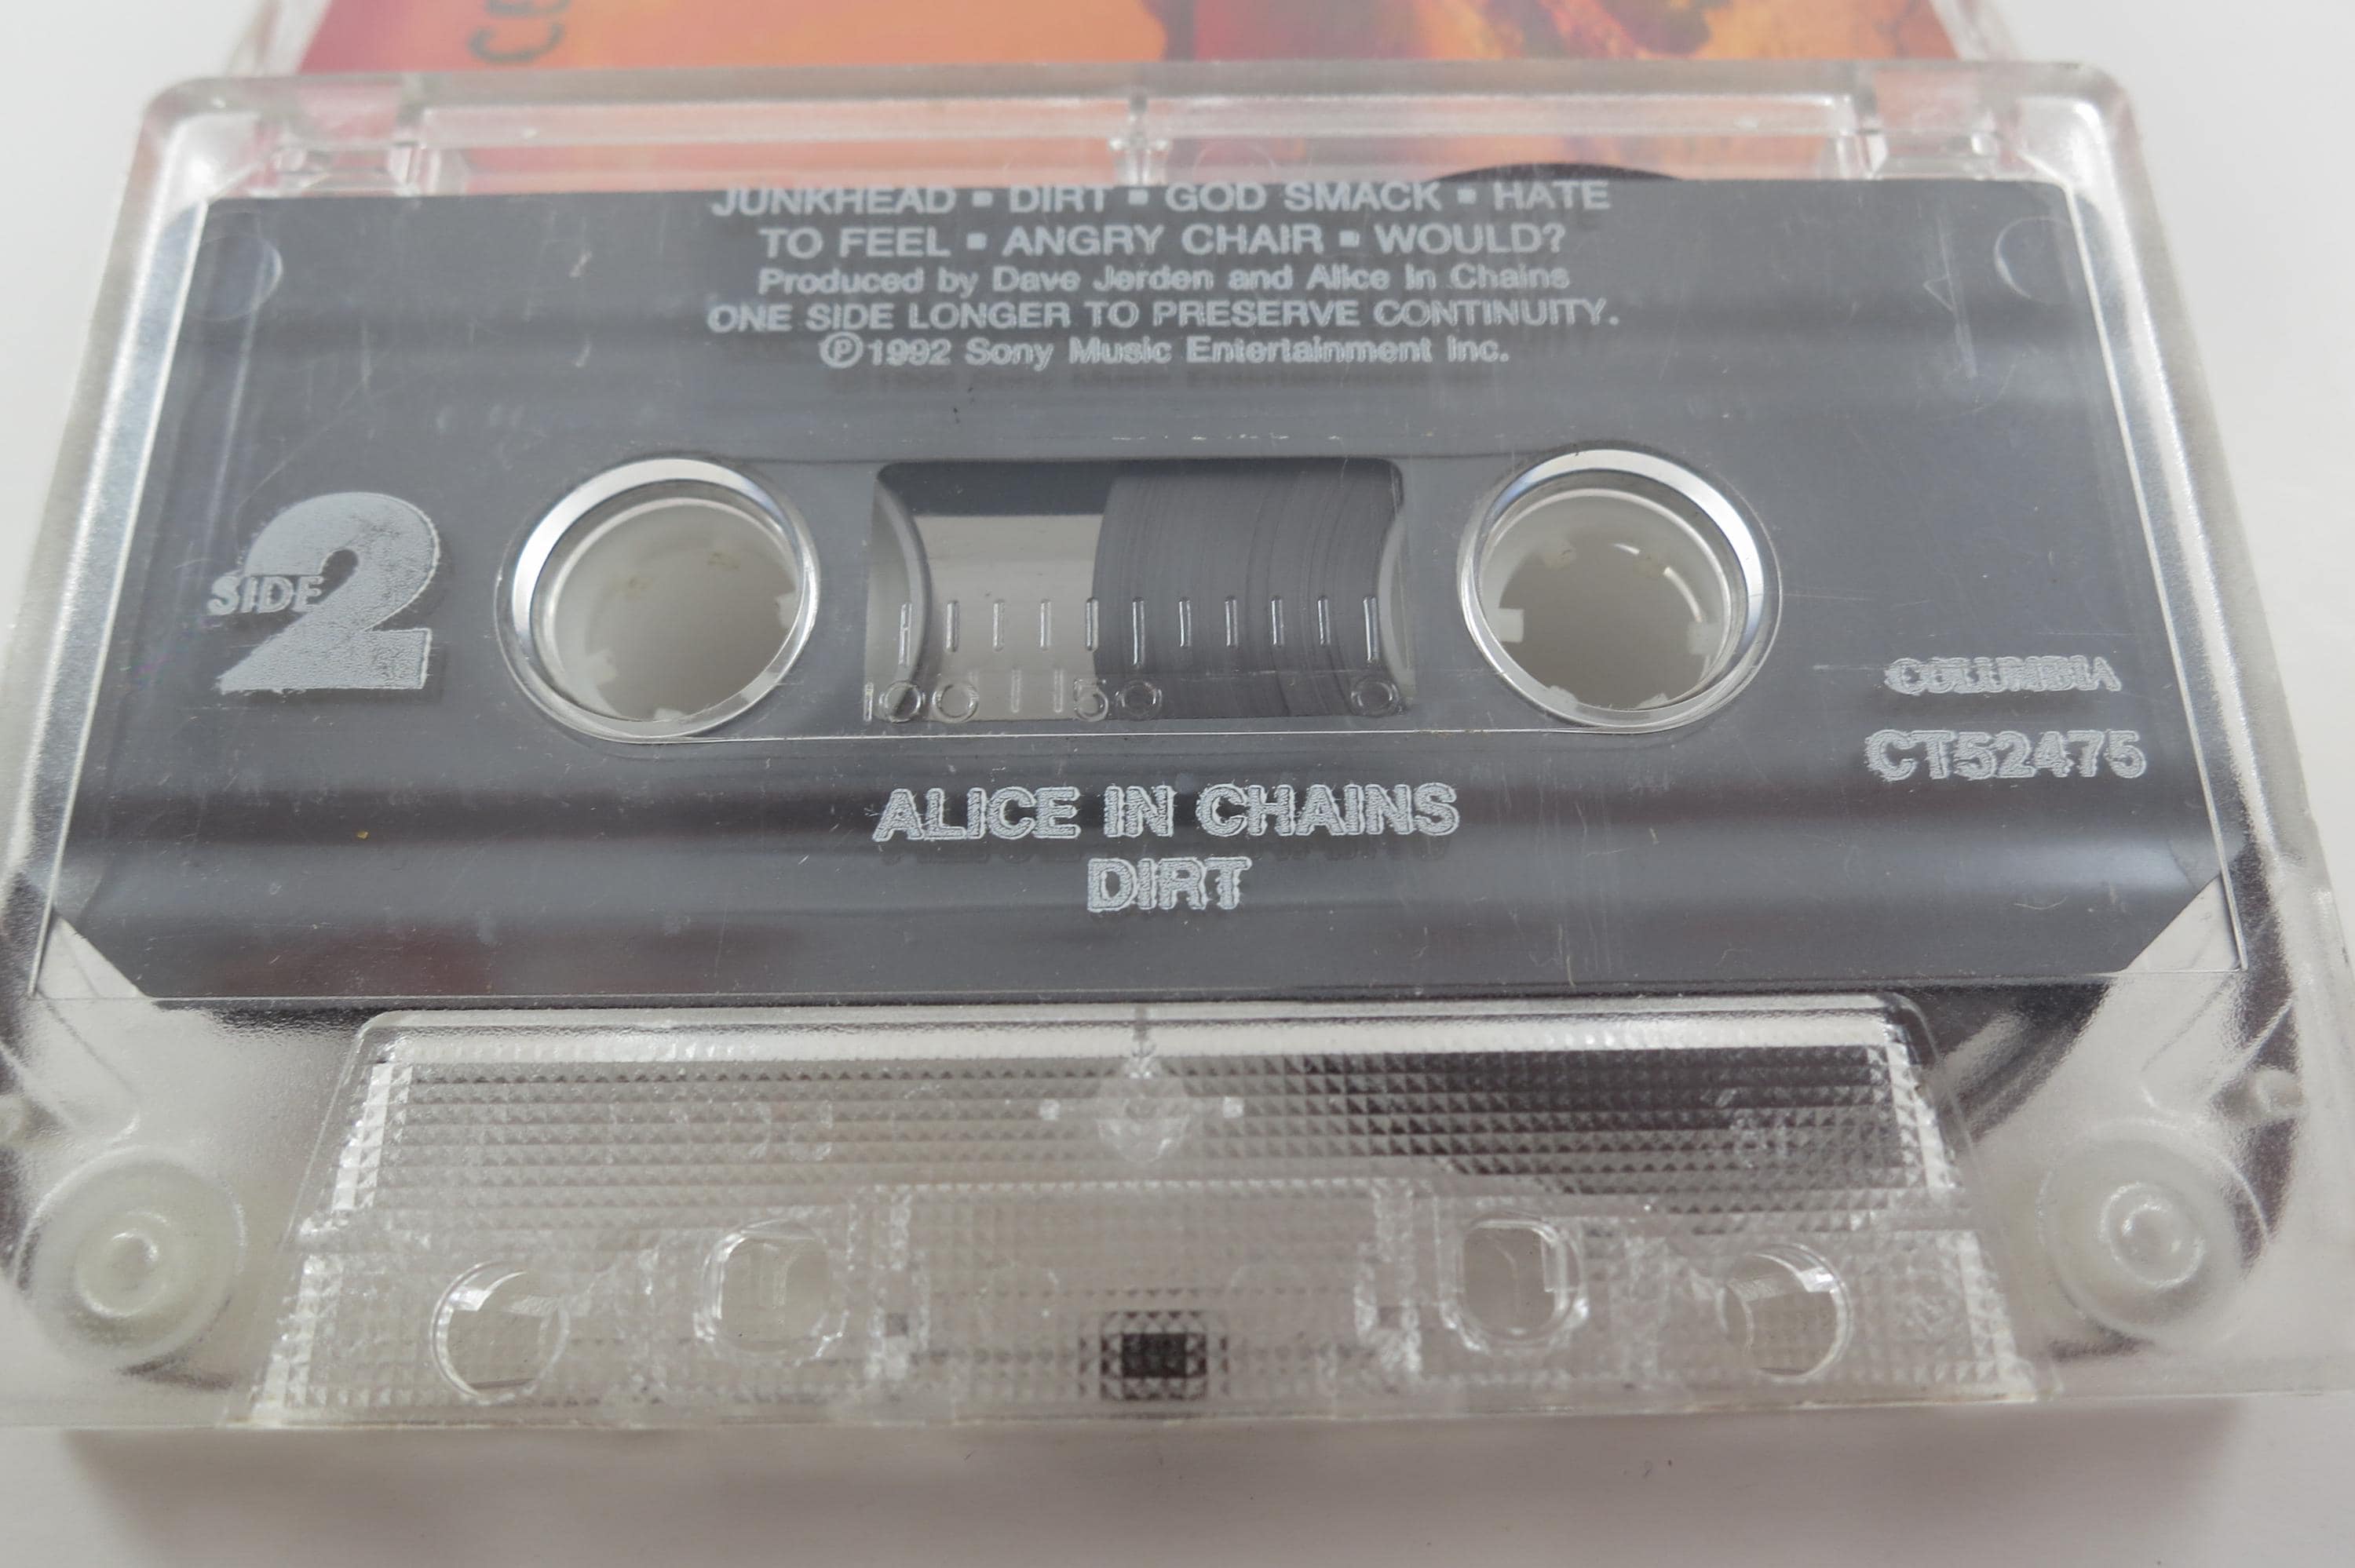 CE
JUNKHEAD ▪ DIRT ▪ GOD SMACK ▪ HATE
TO FEEL ▪ ANGRY CHAIR ▪ WOULD?
Produced by Dave Jerden and Alice In Chains
ONE SIDE LONGER TO PRESERVE CONTINUITY.
℗1992 Sony Music Entertainment Inc.
SIDE 2
100 50 0
COLUMBIA
CT52475
ALICE IN CHAINS
DIRT